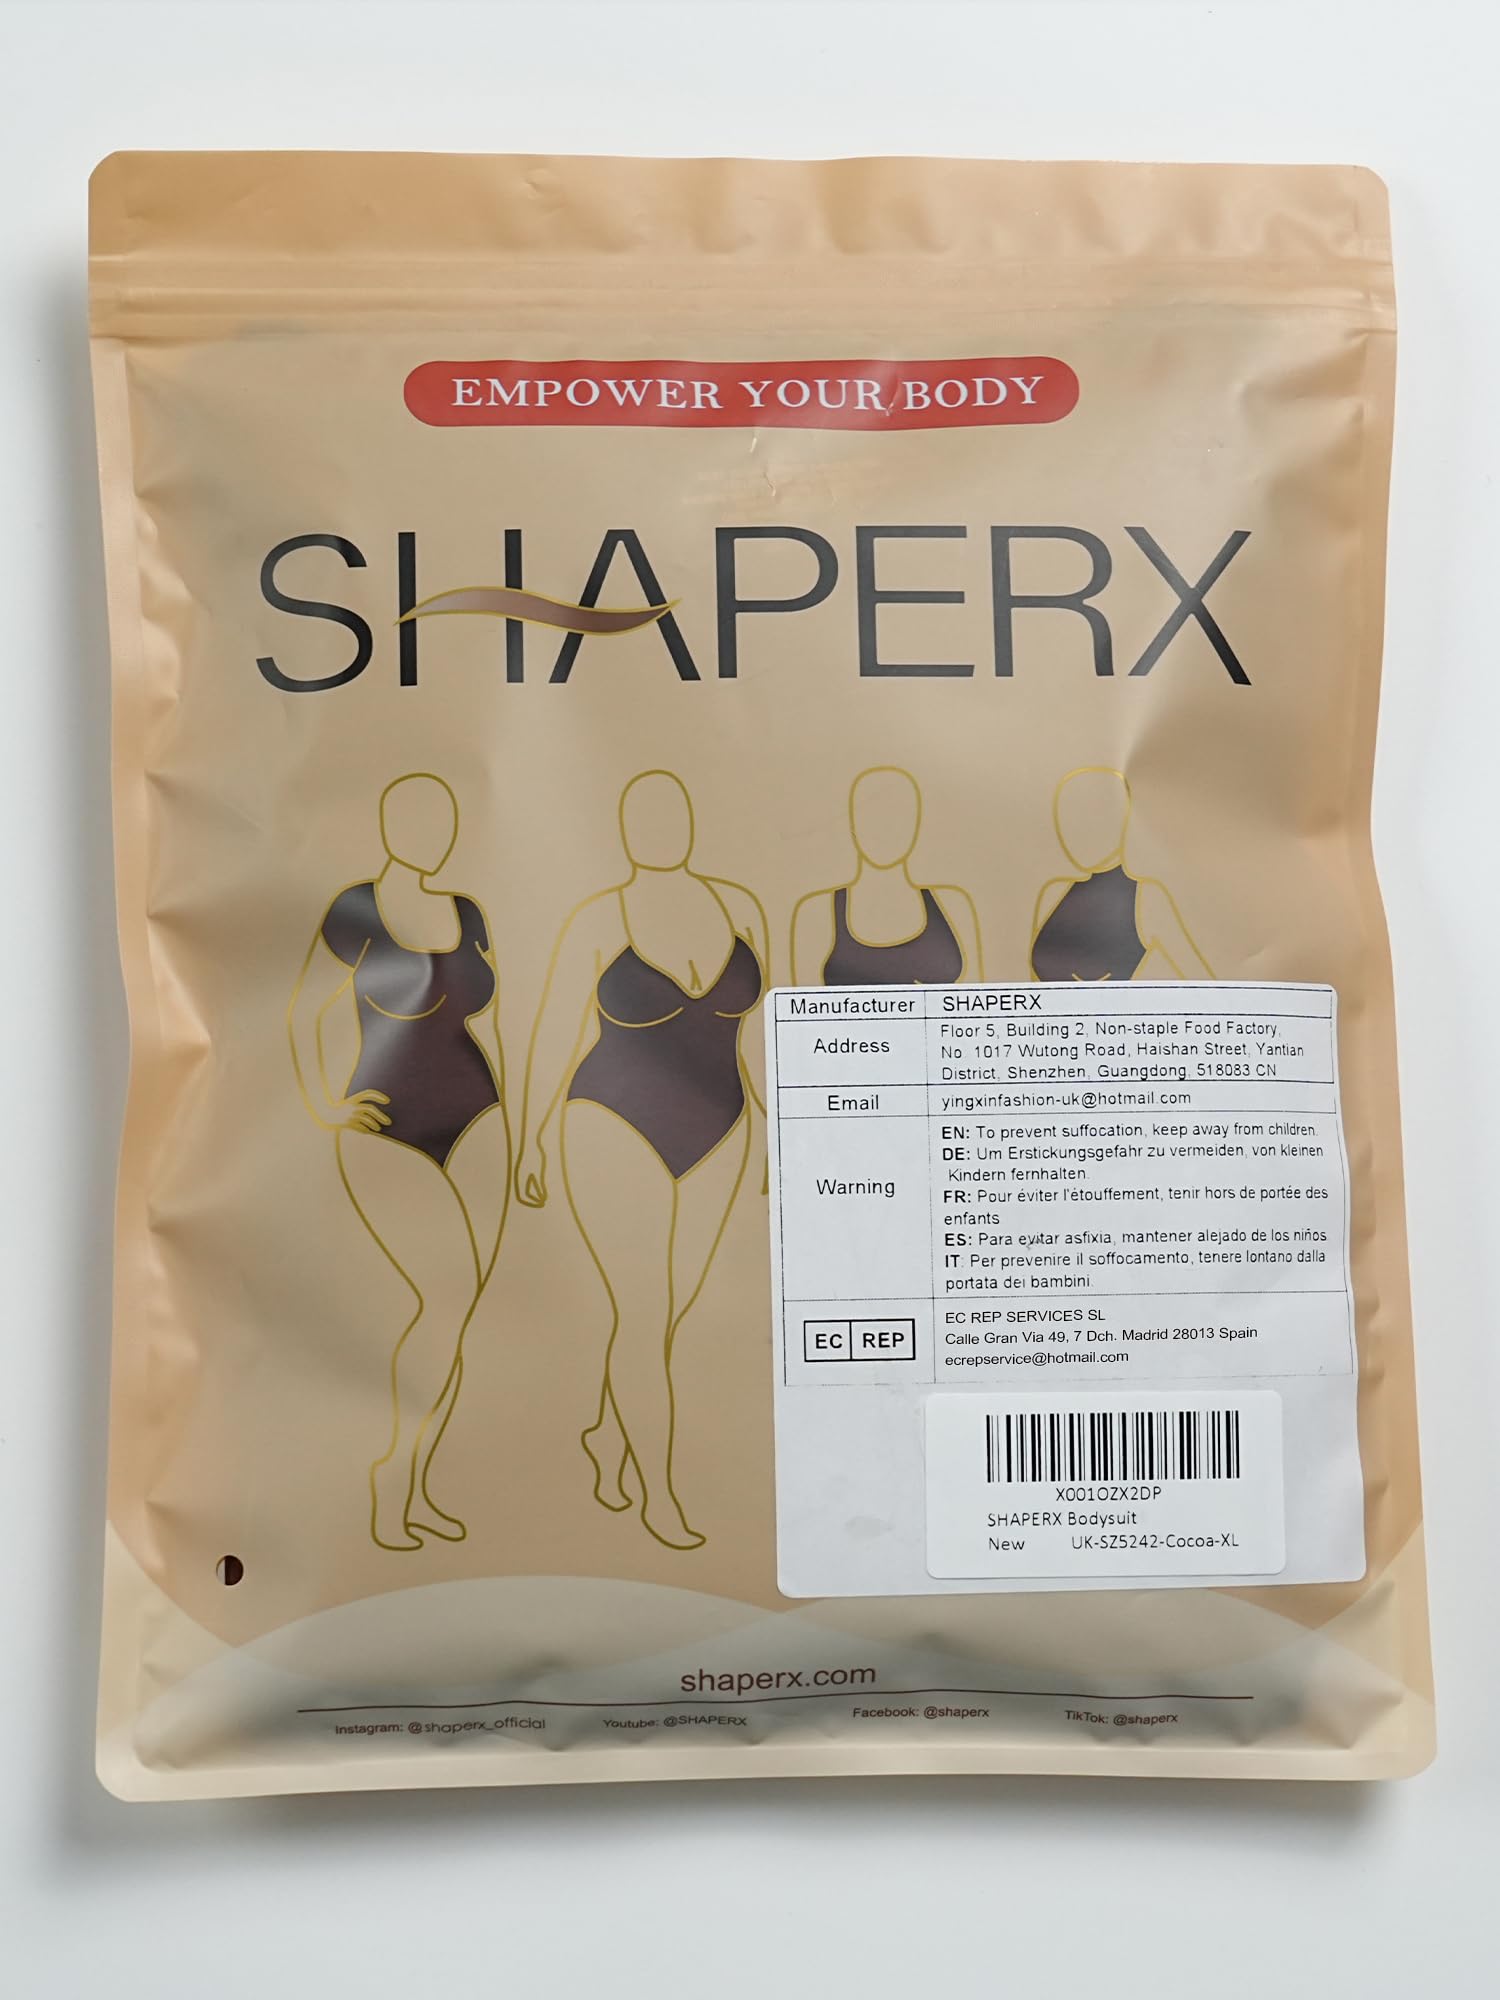 EMPOWER YOUR BODY
SHAPERX
Manufacturer SHAPERX
Address
Floor 5, Building 2, Non-staple Food Factory,
No. 1017 Wutong Road, Haishan Street, Yantian
District, Shenzhen, Guangdong, 518083 CN
Email yingxinfashion-uk@hotmail.com
Warning
EN: To prevent suffocation, keep away from children.
DE: Um Erstickungsgefahr zu vermeiden, von kleinen
Kindern fernhalten.
FR: Pour éviter l'étouffement, tenir hors de portée des
enfants
ES: Para evitar asfixia, mantener alejado de los niños
IT: Per prevenire il soffocamento, tenere lontano dalla
portata dei bambini.
EC REP
EC REP SERVICES SL
Calle Gran Via 49, 7 Dch. Madrid 28013 Spain
ecrepservice@hotmail.com
X001OZX2DP
SHAPERX Bodysuit
New UK-SZ5242-Cocoa-XL
shaperx.com
Instagram: @shaperx_official Youtube: @SHAPERX Facebook: @shaperx TikTok: @shaperx